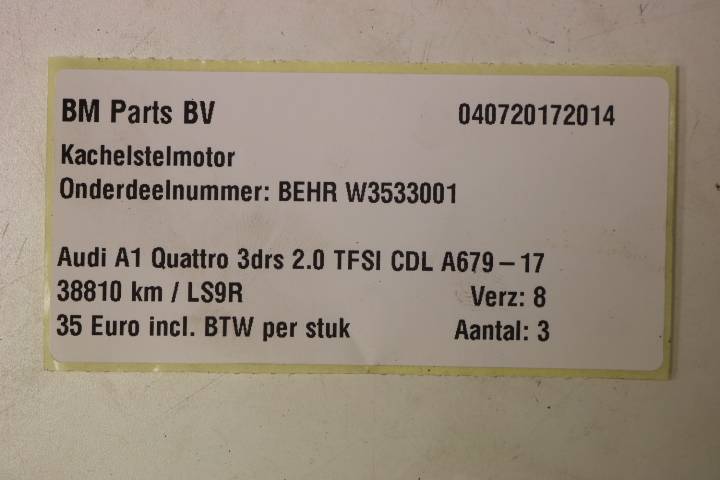 BM Parts BV 040720172014
Kachelstelmotor
Onderdeelnummer: BEHR W3533001
Audi A1 Quattro 3drs 2.0 TFSI CDL A679-17
38810 km / LS9R Verz: 8
35 Euro incl. BTW per stuk Aantal: 3